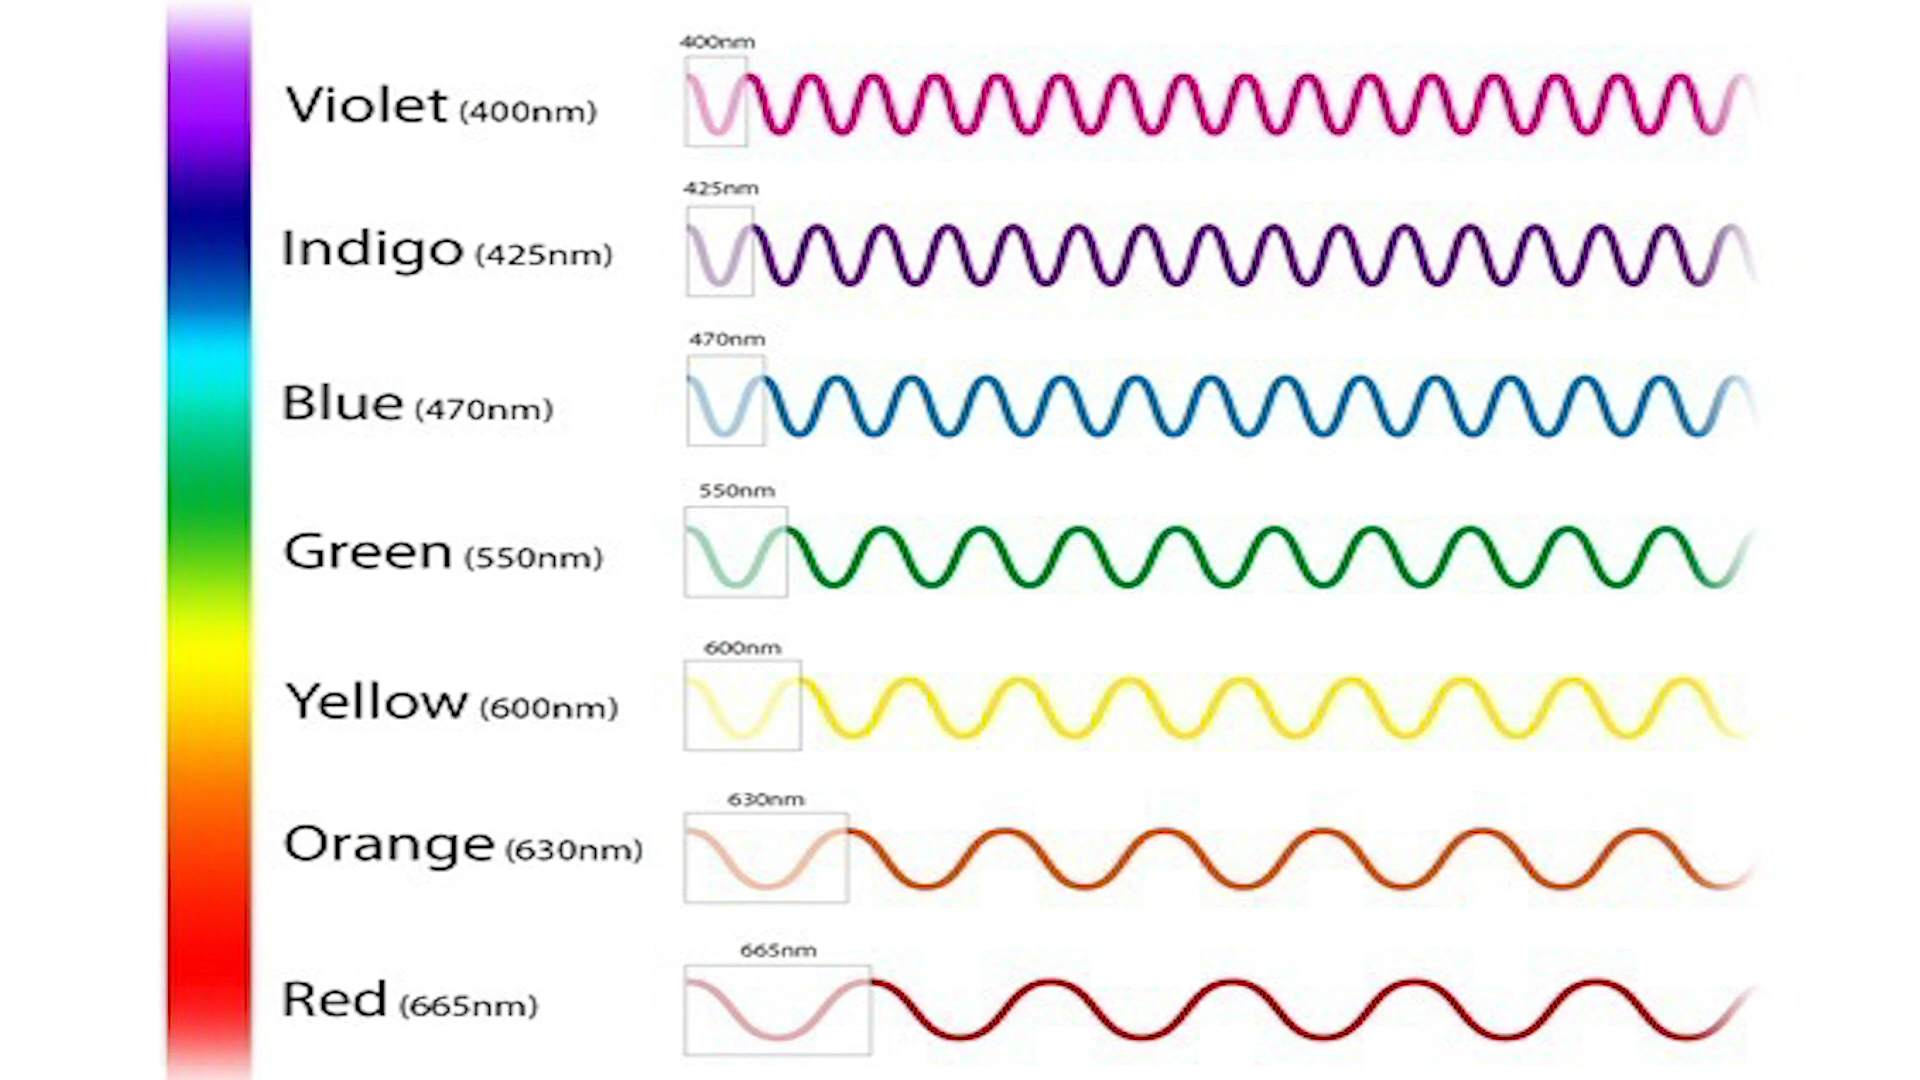 400nm
Violet (400nm)
425nm
Indigo (425nm)
470nm
Blue (470nm)
550nm
Green (550nm)
600nm
Yellow (600nm)
630nm
Orange (630nm)
665nm
Red (665nm)